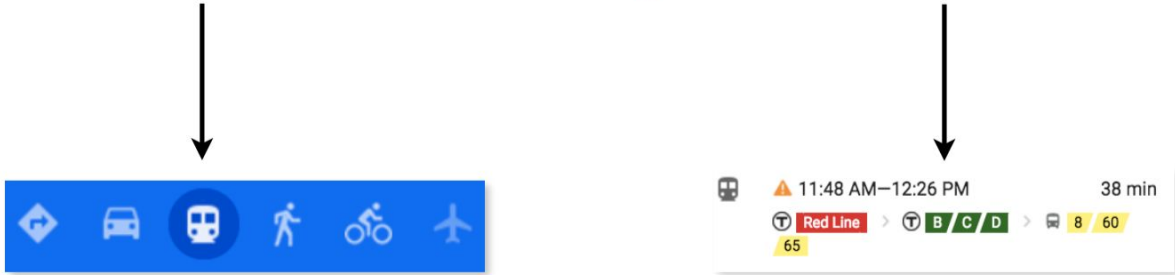 11:48 AM—12:26 PM 38 min
T Red Line > T B / C / D > 8 / 60 /
65